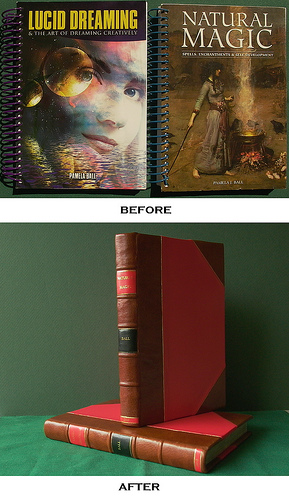 LUCID DREAMING
& THE ART OF DREAMING CREATIVELY
PAMELA BALL
NATURAL
MAGIC
SPELLS, ENCHANTMENTS & SELF-DEVELOPMENT
PAMELA J. BALL
BEFORE
MAGIC
BALL
AFTER